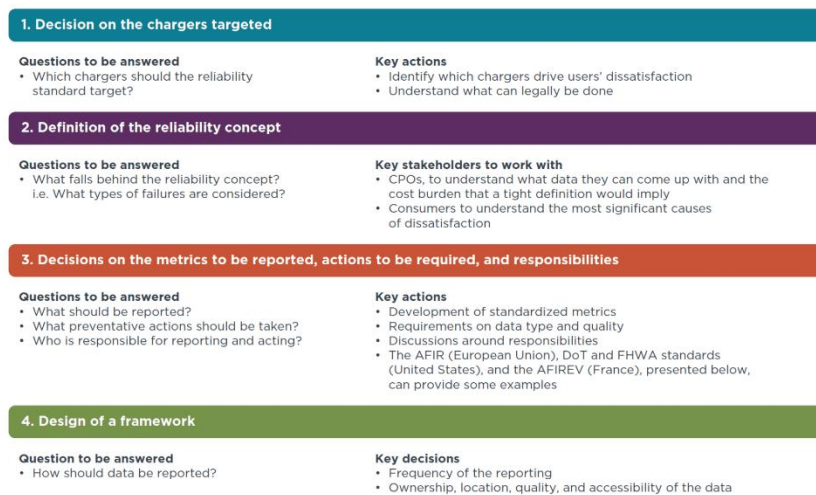 1. Decision on the chargers targeted
Questions to be answered
• Which chargers should the reliability
standard target?
Key actions
• Identify which chargers drive users’ dissatisfaction
• Understand what can legally be done
2. Definition of the reliability concept
Questions to be answered
• What falls behind the reliability concept?
i.e. What types of failures are considered?
Key stakeholders to work with
• CPOs, to understand what data they can come up with and the
cost burden that a tight definition would imply
• Consumers to understand the most significant causes
of dissatisfaction
3. Decisions on the metrics to be reported, actions to be required, and responsibilities
Questions to be answered
• What should be reported?
• What preventative actions should be taken?
• Who is responsible for reporting and acting?
Key actions
• Development of standardized metrics
• Requirements on data type and quality
• Discussions around responsibilities
• The AFIR (European Union), DoT and FHWA standards
(United States), and the AFIREV (France), presented below,
can provide some examples
4. Design of a framework
Question to be answered
• How should data be reported?
Key decisions
• Frequency of the reporting
• Ownership, location, quality, and accessibility of the data